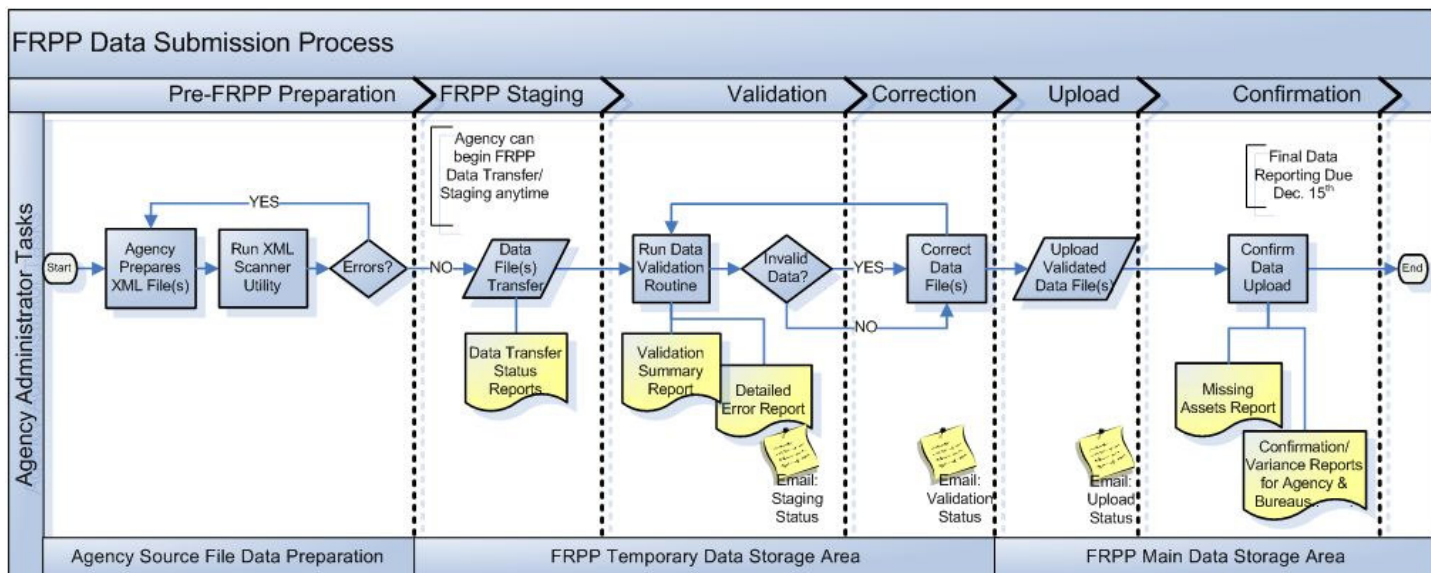 FRPP Data Submission Process
Pre-FRPP Preparation
FRPP Staging
Validation
Correction
Upload
Confirmation
Agency Administrator Tasks
Agency can
begin FRPP
Data Transfer/
Staging anytime
Final Data
Reporting Due
Dec. 15th
YES
Start
Agency
Prepares
XML File(s)
Run XML
Scanner
Utility
Errors?
NO
Data
File(s)
Transfer
Run Data
Validation
Routine
Invalid
Data?
YES
NO
Correct
Data
File(s)
Upload
Validated
Data File(s)
Confirm
Data
Upload
End
Data Transfer
Status
Reports
Validation
Summary
Report
Detailed
Error Report
Missing
Assets Report
Confirmation/
Variance Reports
for Agency &
Bureaus..
Email:
Staging
Status
Email:
Validation
Status
Email:
Upload
Status
Agency Source File Data Preparation
FRPP Temporary Data Storage Area
FRPP Main Data Storage Area